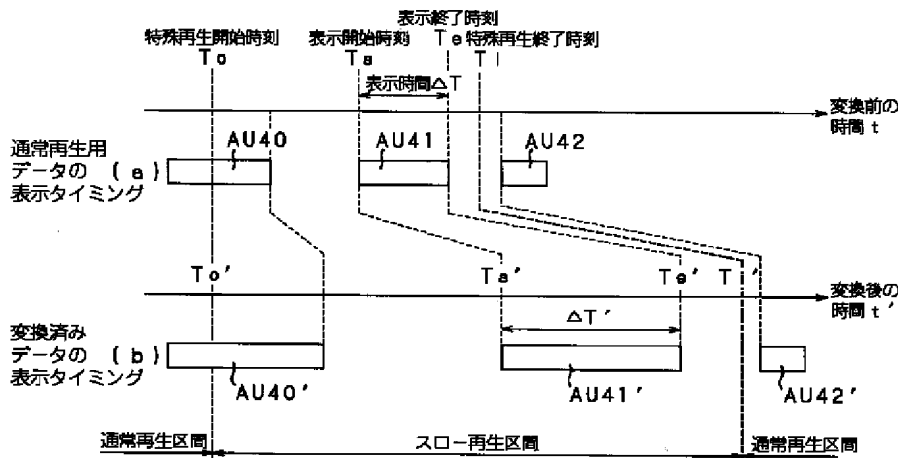 表示終了時刻
特殊再生開始時刻 表示開始時刻 Te 特殊再生終了時刻
To Ts Tl
表示時間ΔT
変換前の
時間 t
AU40 AU41 AU42
通常再生用
データの (a)
表示タイミング
To' Ts' Te' T '
変換後の
時間 t'
ΔT'
変換済み
データの (b)
表示タイミング
AU40' AU41' AU42'
通常再生区間 スロー再生区間 通常再生区間